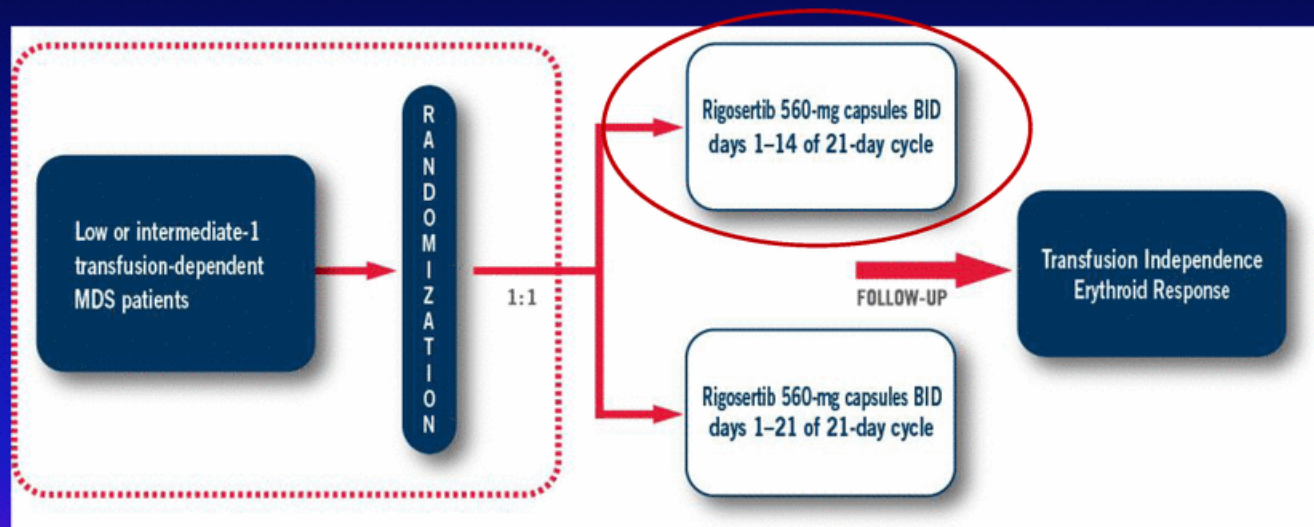 Low or intermediate-1
transfusion-dependent
MDS patients
RANDOMIZATION
1:1
Rigosertib 560-mg capsules BID
days 1–14 of 21-day cycle
Rigosertib 560-mg capsules BID
days 1–21 of 21-day cycle
FOLLOW-UP
Transfusion Independence
Erythroid Response